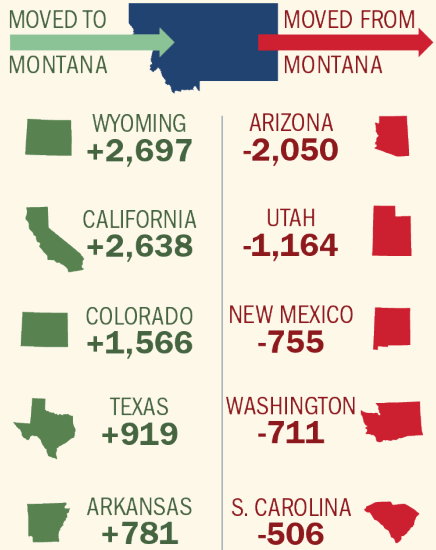 MOVED TO
MONTANA
MOVED FROM
MONTANA
WYOMING
+2,697
CALIFORNIA
+2,638
COLORADO
+1,566
TEXAS
+919
ARKANSAS
+781
ARIZONA
-2,050
UTAH
-1,164
NEW MEXICO
-755
WASHINGTON
-711
S. CAROLINA
-506